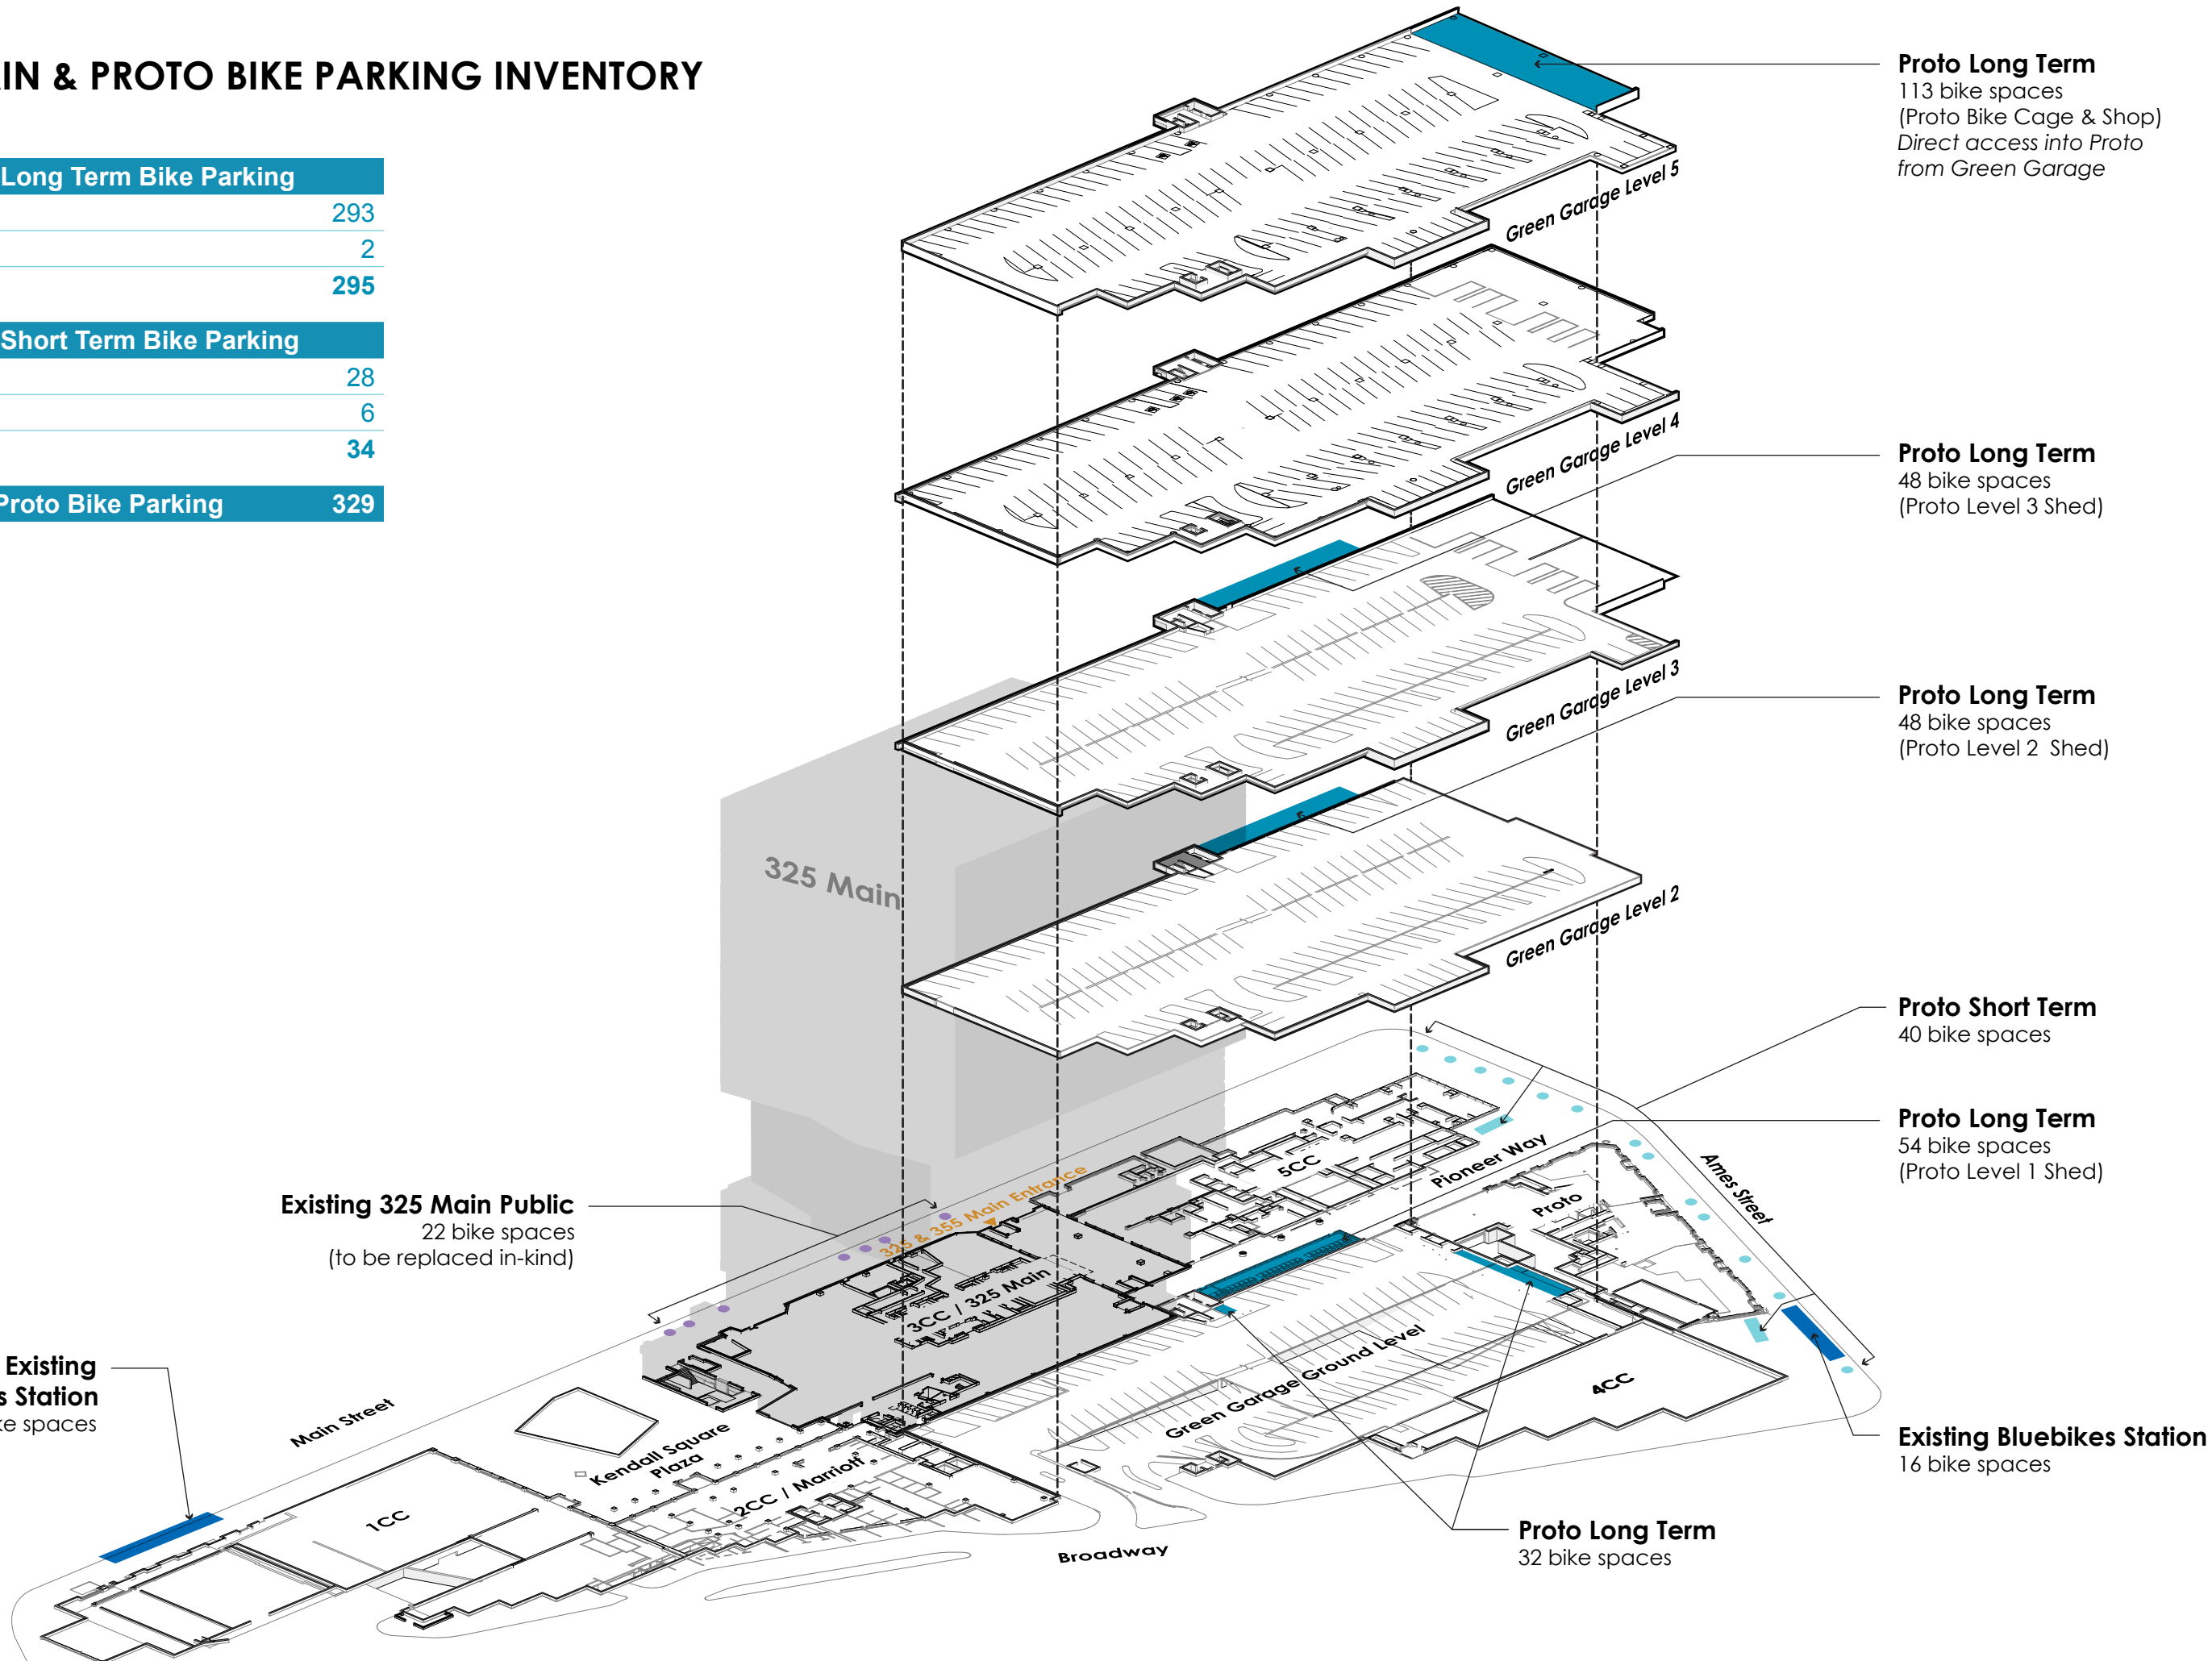 AIN & PROTO BIKE PARKING INVENTORY
Long Term Bike Parking
293
2
295
Short Term Bike Parking
28
6
34
Proto Bike Parking 329
Proto Long Term
113 bike spaces
(Proto Bike Cage & Shop)
Direct access into Proto
from Green Garage
Green Garage Level 5
Green Garage Level 4
Proto Long Term
48 bike spaces
(Proto Level 3 Shed)
Green Garage Level 3
Proto Long Term
48 bike spaces
(Proto Level 2 Shed)
325 Main
Green Garage Level 2
Proto Short Term
40 bike spaces
Proto Long Term
54 bike spaces
(Proto Level 1 Shed)
Existing 325 Main Public
22 bike spaces
(to be replaced in-kind)
325 & 355 Main Entrance
5CC
Pioneer Way
Proto
Ames Street
3CC / 325 Main
Green Garage Ground Level
4CC
Existing
s Station
ke spaces
Main Street
Kendall Square
Plaza
2CC / Marriott
1CC
Broadway
Existing Bluebikes Station
16 bike spaces
Proto Long Term
32 bike spaces